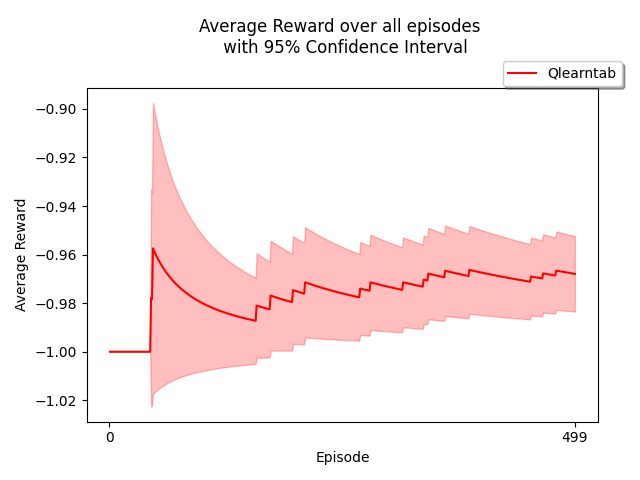 Average Reward over all episodes
with 95% Confidence Interval
Qlearntab
−0.90
−0.92
−0.94
−0.96
−0.98
−1.00
−1.02
Average Reward
0
499
Episode